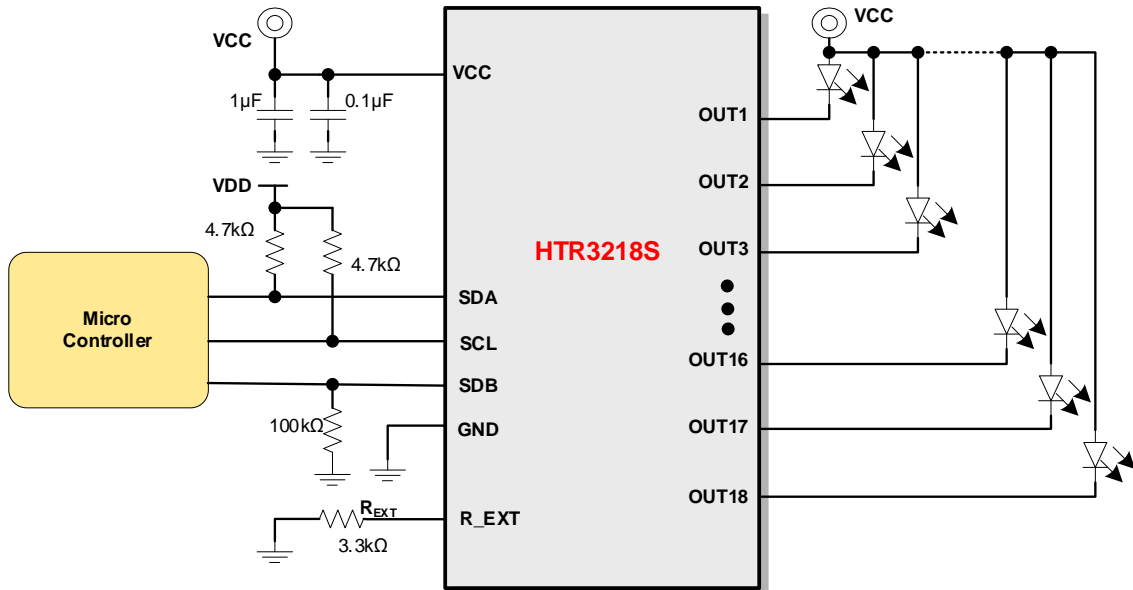 VCC
VCC
1µF
0.1µF
VDD
4.7kΩ
4.7kΩ
Micro
Controller
SDA
SCL
SDB
100kΩ
GND
R_EXT
REXT
3.3kΩ
HTR3218S
VCC
OUT1
OUT2
OUT3
OUT16
OUT17
OUT18